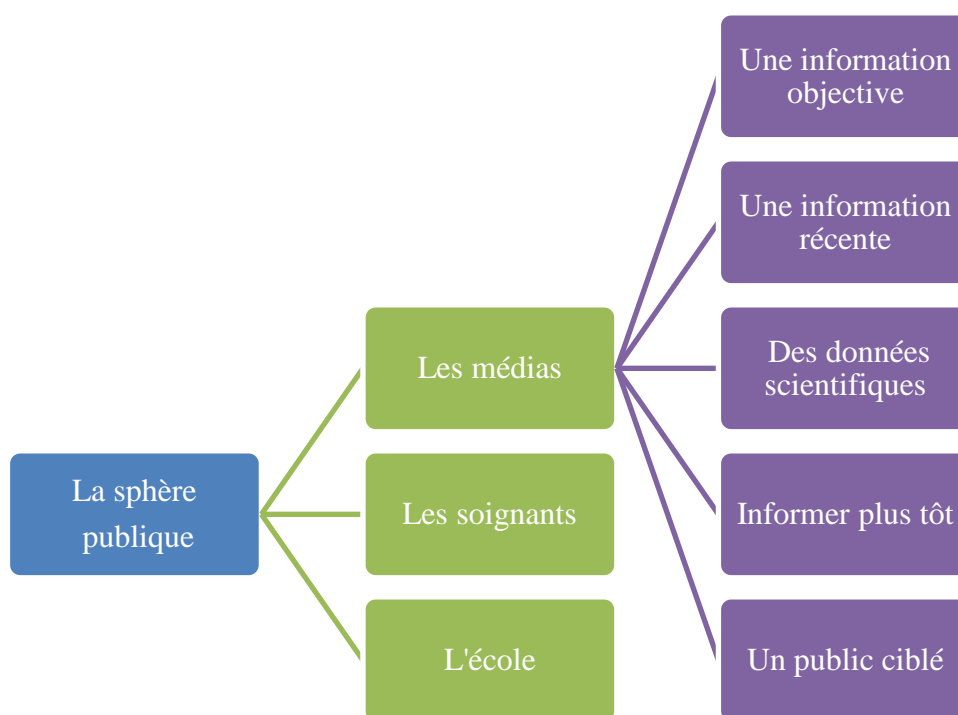 La sphère
publique
Les médias
Les soignants
L'école
Une information
objective
Une information
récente
Des données
scientifiques
Informer plus tôt
Un public ciblé